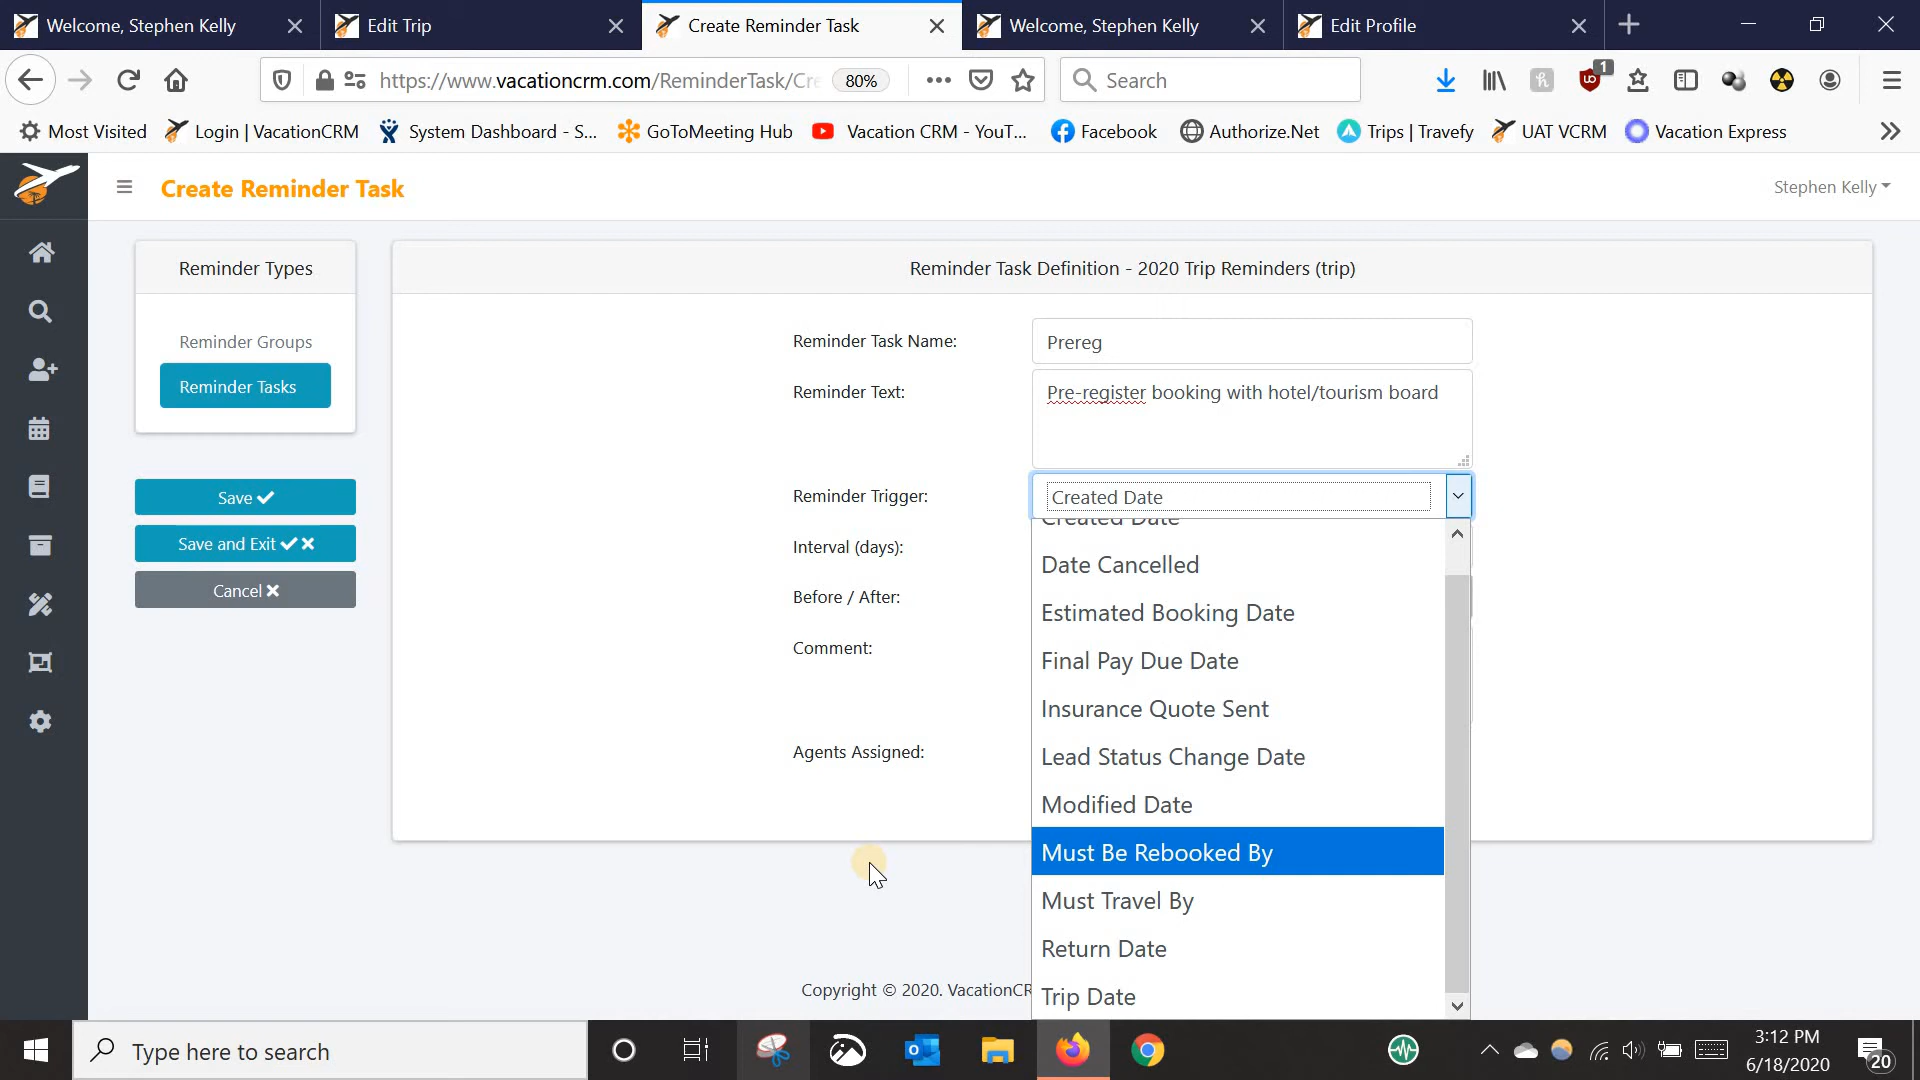 Welcome, Stephen Kelly
Edit Trip
Create Reminder Task
Welcome, Stephen Kelly
Edit Profile
https://www.vacationcrm.com/ReminderTask/Cre
80%
Search
1
Most Visited
Login | VacationCRM
System Dashboard - S...
GoToMeeting Hub
Vacation CRM - YouT...
Facebook
Authorize.Net
Trips | Travefy
UAT VCRM
Vacation Express
Create Reminder Task
Stephen Kelly
Reminder Types
Reminder Groups
Reminder Tasks
Save
Save and Exit
Cancel
Reminder Task Definition - 2020 Trip Reminders (trip)
Reminder Task Name:
Prereg
Reminder Text:
Pre-register booking with hotel/tourism board
Reminder Trigger:
Created Date
Created Date
Interval (days):
Date Cancelled
Before / After:
Estimated Booking Date
Comment:
Final Pay Due Date
Insurance Quote Sent
Agents Assigned:
Lead Status Change Date
Modified Date
Must Be Rebooked By
Must Travel By
Return Date
Trip Date
Copyright © 2020. VacationCR
Type here to search
3:12 PM
6/18/2020
20